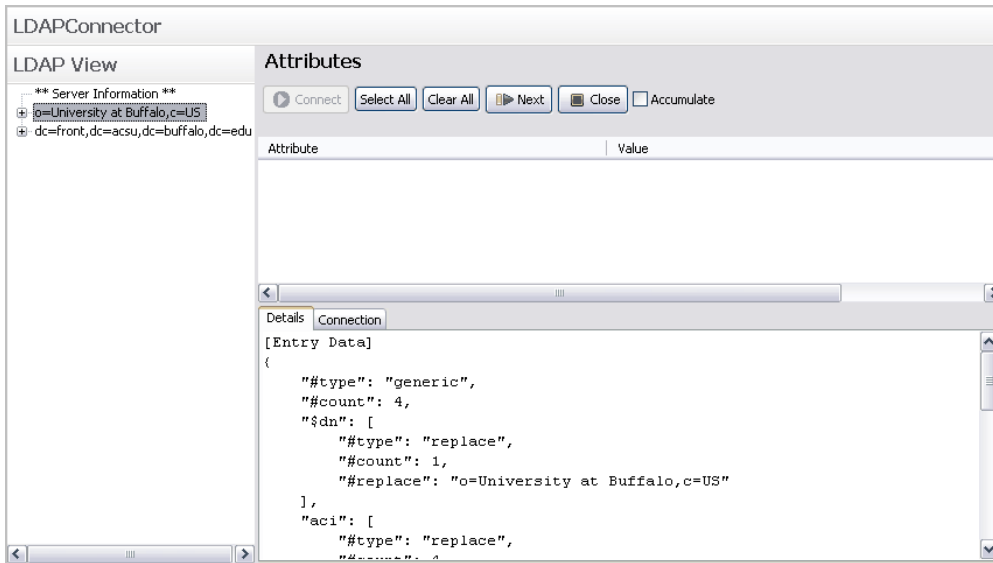 LDAPConnector
LDAP View
** Server Information **
o=University at Buffalo,c=US
dc=front,dc=acsu,dc=buffalo,dc=edu
Attributes
Connect Select All Clear All Next Close Accumulate
Attribute Value
Details Connection
[Entry Data]
{
"#type": "generic",
"#count": 4,
"$dn": [
"#type": "replace",
"#count": 1,
"#replace": "o=University at Buffalo,c=US"
],
"aci": [
"#type": "replace",